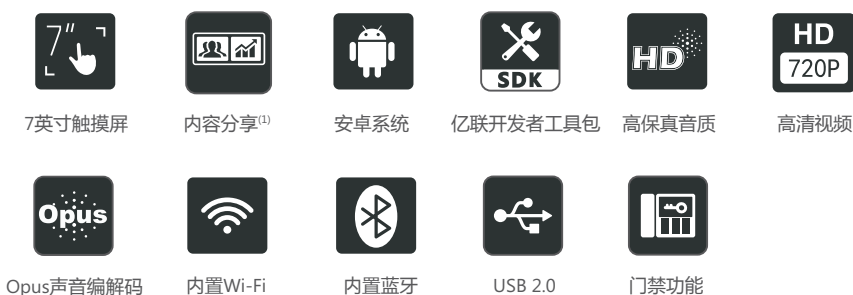 7"
SDK
HD
HD
720P
7英寸触摸屏
内容分享(1)
安卓系统
亿联开发者工具包
高保真音质
高清视频
Opus
Opus声音编解码
内置Wi-Fi
内置蓝牙
USB 2.0
门禁功能